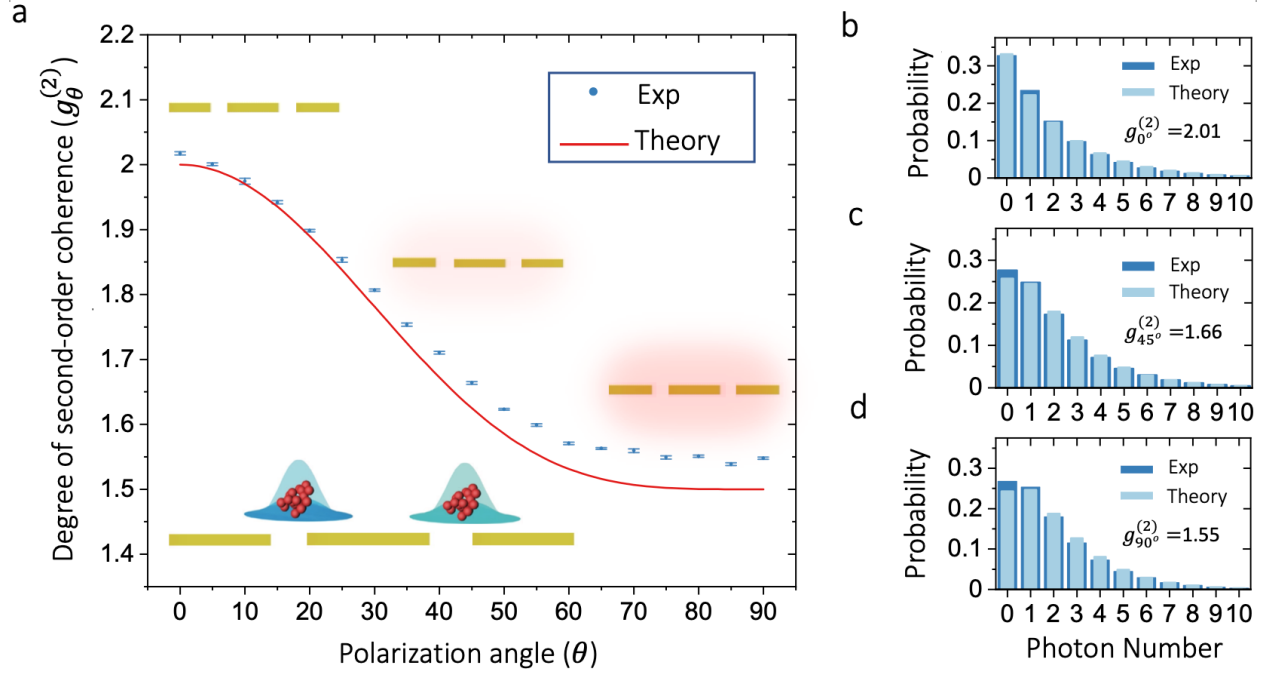 a
Degree of second-order coherence (g_θ^(2))
2.2
2.1
2
1.9
1.8
1.7
1.6
1.5
1.4
Exp
Theory
0 10 20 30 40 50 60 70 80 90
Polarization angle (θ)
b
Probability
0.3
0.2
0.1
0
Exp
Theory
g_0°^(2) =2.01
0 1 2 3 4 5 6 7 8 9 10
c
Probability
0.3
0.2
0.1
0
Exp
Theory
g_45°^(2) =1.66
0 1 2 3 4 5 6 7 8 9 10
d
Probability
0.3
0.2
0.1
0
Exp
Theory
g_90°^(2) =1.55
0 1 2 3 4 5 6 7 8 9 10
Photon Number